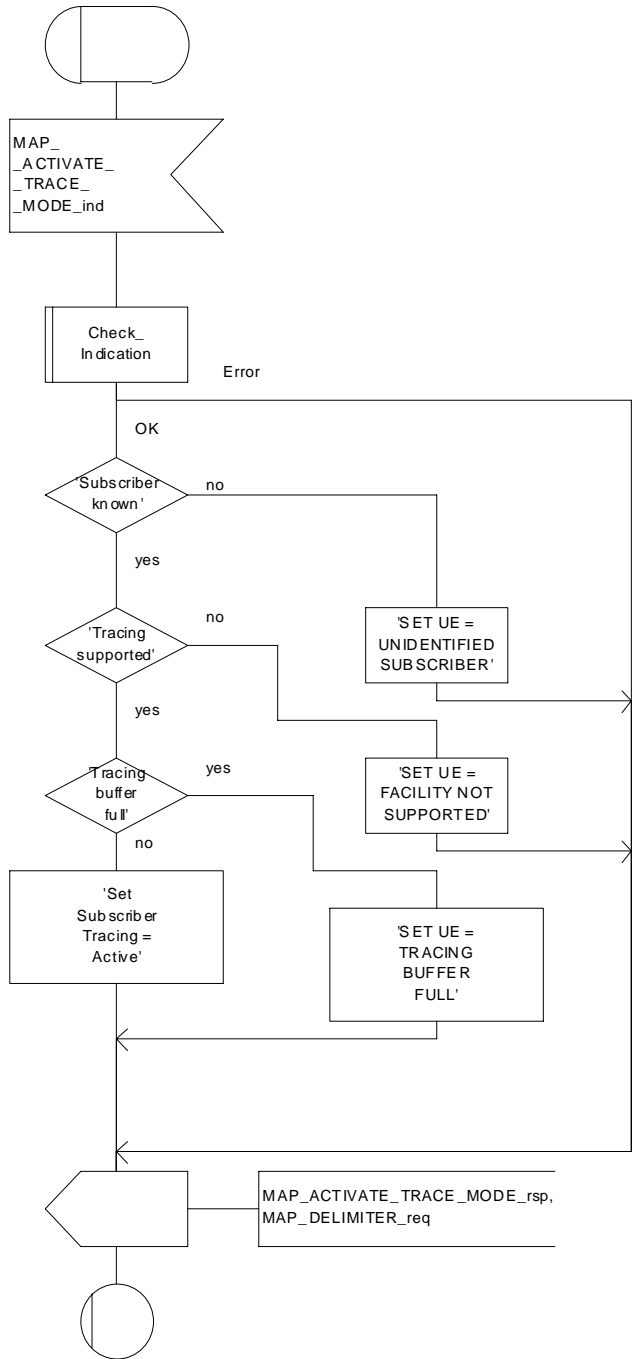 MAP_
_ACTIVATE_
_TRACE_
_MODE_ind
Check_
Indication
Error
OK
'Subscriber
known'
no
yes
'Tracing
supported'
no
'SET UE =
UNIDENTIFIED
SUBSCRIBER'
yes
'Tracing
buffer
full'
yes
'SET UE =
FACILITY NOT
SUPPORTED'
no
'Set
Subscriber
Tracing =
Active'
'SET UE =
TRACING
BUFFER
FULL'
MAP_ACTIVATE_TRACE_MODE_rsp,
MAP_DELIMITER_req